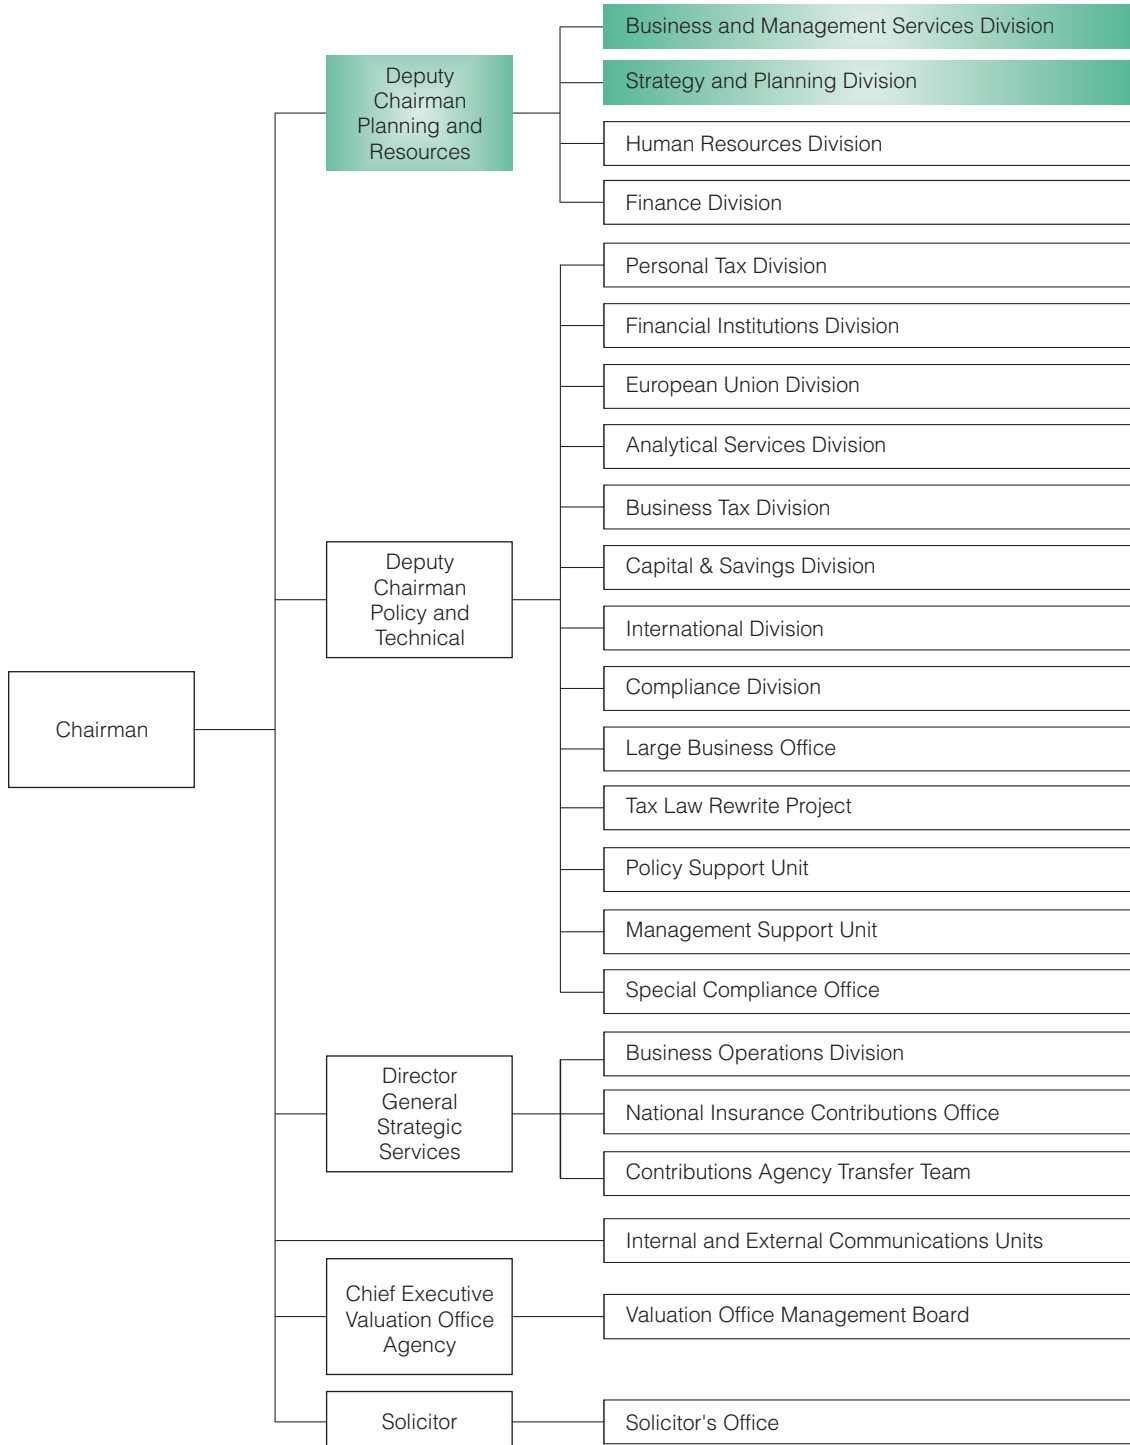 Business and Management Services Division
Deputy
Chairman
Planning and
Resources
Strategy and Planning Division
Human Resources Division
Finance Division
Personal Tax Division
Financial Institutions Division
European Union Division
Analytical Services Division
Business Tax Division
Deputy
Chairman
Policy and
Technical
Capital & Savings Division
International Division
Compliance Division
Chairman
Large Business Office
Tax Law Rewrite Project
Policy Support Unit
Management Support Unit
Special Compliance Office
Director
General
Strategic
Services
Business Operations Division
National Insurance Contributions Office
Contributions Agency Transfer Team
Internal and External Communications Units
Chief Executive
Valuation Office
Agency
Valuation Office Management Board
Solicitor
Solicitor's Office